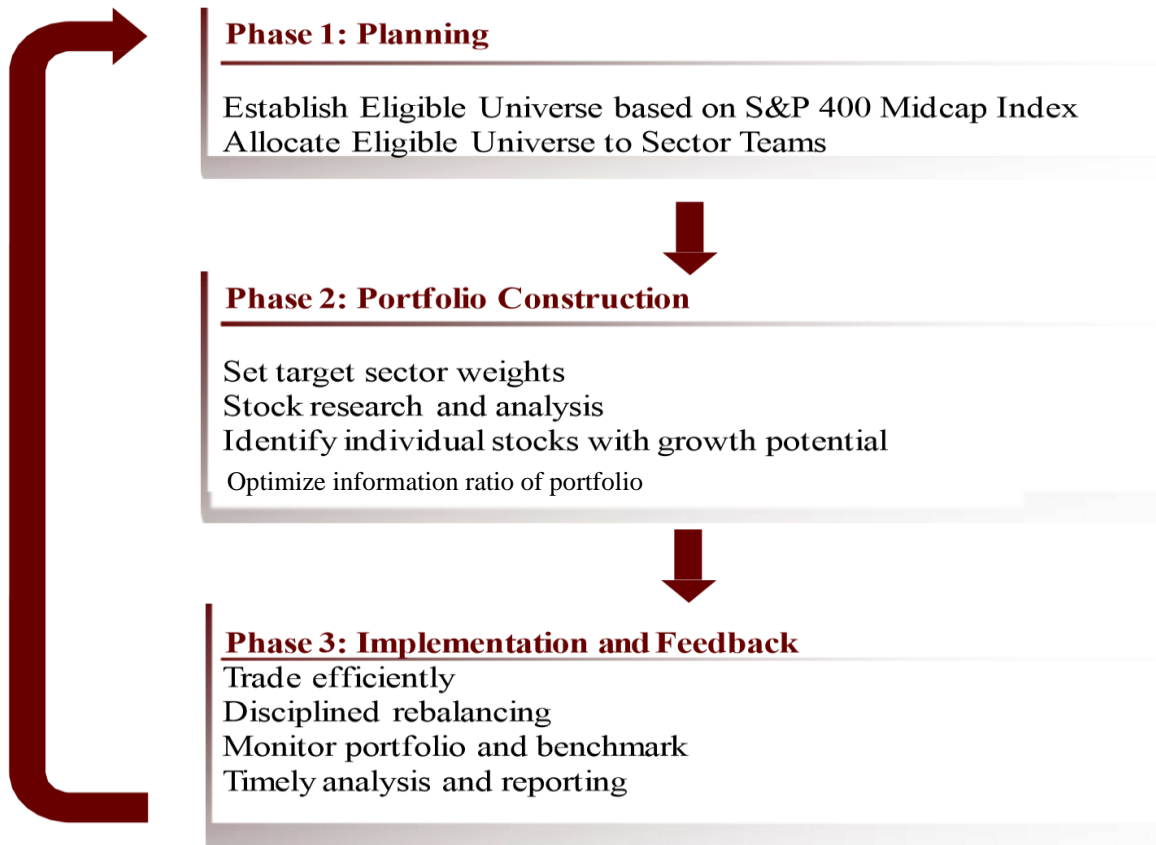 Phase 1: Planning
Establish Eligible Universe based on S&P 400 Midcap Index
Allocate Eligible Universe to Sector Teams
Phase 2: Portfolio Construction
Set target sector weights
Stock research and analysis
Identify individual stocks with growth potential
Optimize information ratio of portfolio
Phase 3: Implementation and Feedback
Trade efficiently
Disciplined rebalancing
Monitor portfolio and benchmark
Timely analysis and reporting